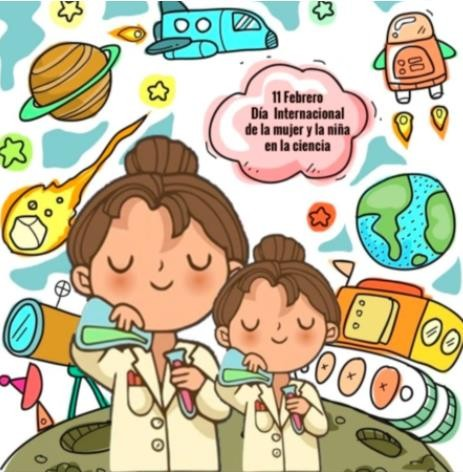 11 Febrero
Día Internacional
de la mujer y la niña
en la ciencia